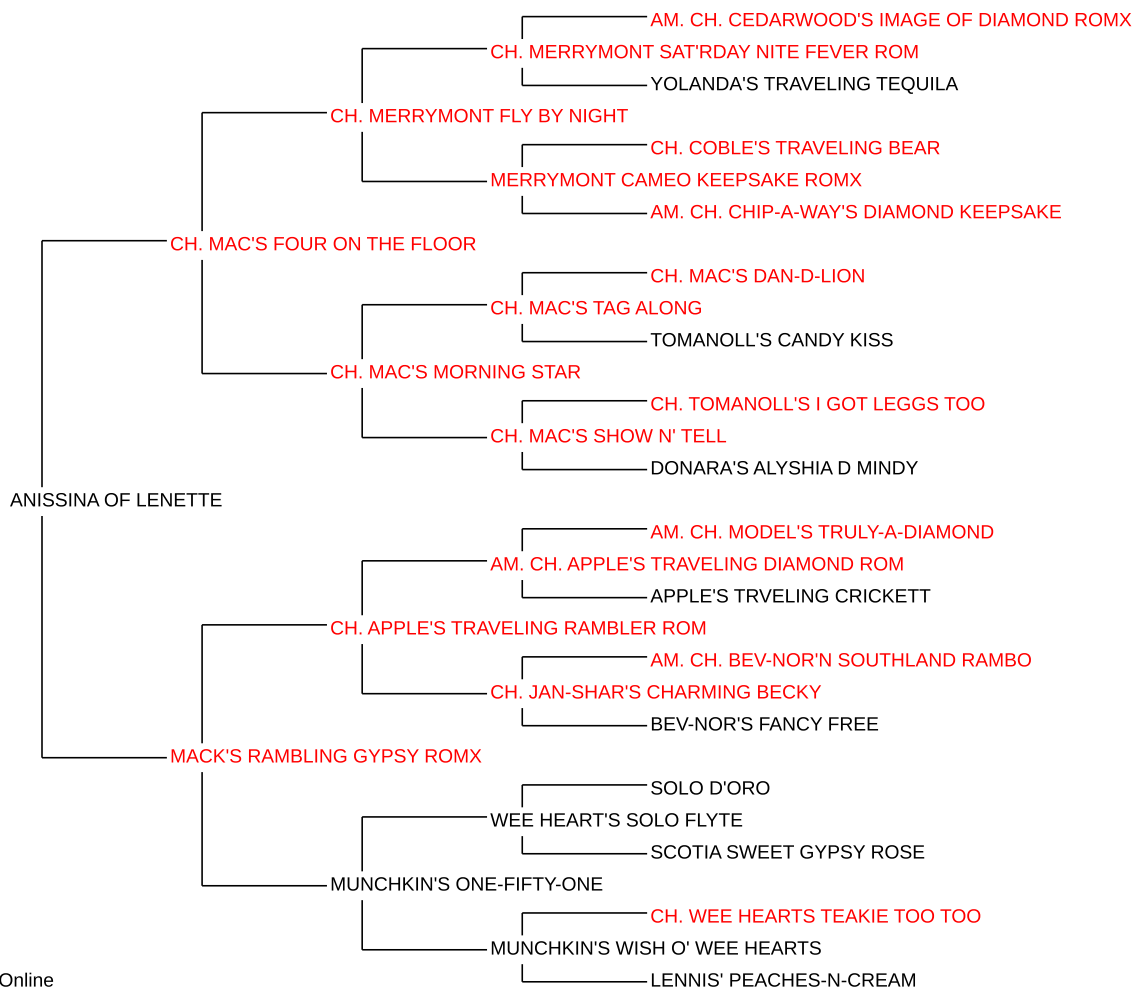 AM. CH. CEDARWOOD'S IMAGE OF DIAMOND ROMX
CH. MERRYMONT SAT'RDAY NITE FEVER ROM
YOLANDA'S TRAVELING TEQUILA
CH. MERRYMONT FLY BY NIGHT
CH. COBLE'S TRAVELING BEAR
MERRYMONT CAMEO KEEPSAKE ROMX
AM. CH. CHIP-A-WAY'S DIAMOND KEEPSAKE
CH. MAC'S FOUR ON THE FLOOR
CH. MAC'S DAN-D-LION
CH. MAC'S TAG ALONG
TOMANOLL'S CANDY KISS
CH. MAC'S MORNING STAR
CH. TOMANOLL'S I GOT LEGGS TOO
CH. MAC'S SHOW N' TELL
DONARA'S ALYSHIA D MINDY
ANISSINA OF LENETTE
AM. CH. MODEL'S TRULY-A-DIAMOND
AM. CH. APPLE'S TRAVELING DIAMOND ROM
APPLE'S TRVELING CRICKETT
CH. APPLE'S TRAVELING RAMBLER ROM
AM. CH. BEV-NOR'N SOUTHLAND RAMBO
CH. JAN-SHAR'S CHARMING BECKY
BEV-NOR'S FANCY FREE
MACK'S RAMBLING GYPSY ROMX
SOLO D'ORO
WEE HEART'S SOLO FLYTE
SCOTIA SWEET GYPSY ROSE
MUNCHKIN'S ONE-FIFTY-ONE
CH. WEE HEARTS TEAKIE TOO TOO
MUNCHKIN'S WISH O' WEE HEARTS
LENNIS' PEACHES-N-CREAM
Online